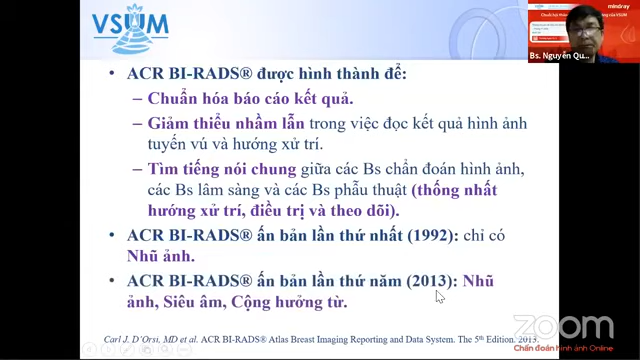 VSUM
mindray
Bs. Nguyễn Qu...
• ACR BI-RADS® được hình thành để:
– Chuẩn hóa báo cáo kết quả.
– Giảm thiểu nhầm lẫn trong việc đọc kết quả hình ảnh
tuyến vú và hướng xử trí.
– Tìm tiếng nói chung giữa các Bs chẩn đoán hình ảnh,
các Bs lâm sàng và các Bs phẫu thuật (thống nhất
hướng xử trí, điều trị và theo dõi).
• ACR BI-RADS® ấn bản lần thứ nhất (1992): chỉ có
Nhũ ảnh.
• ACR BI-RADS® ấn bản lần thứ năm (2013): Nhũ
ảnh, Siêu âm, Cộng hưởng từ.
Carl J. D'Orsi, MD et al. ACR BI-RADS® Atlas Breast Imaging Reporting and Data System. The 5th Edition. 2013.
zoom
Chẩn đoán hình ảnh Online